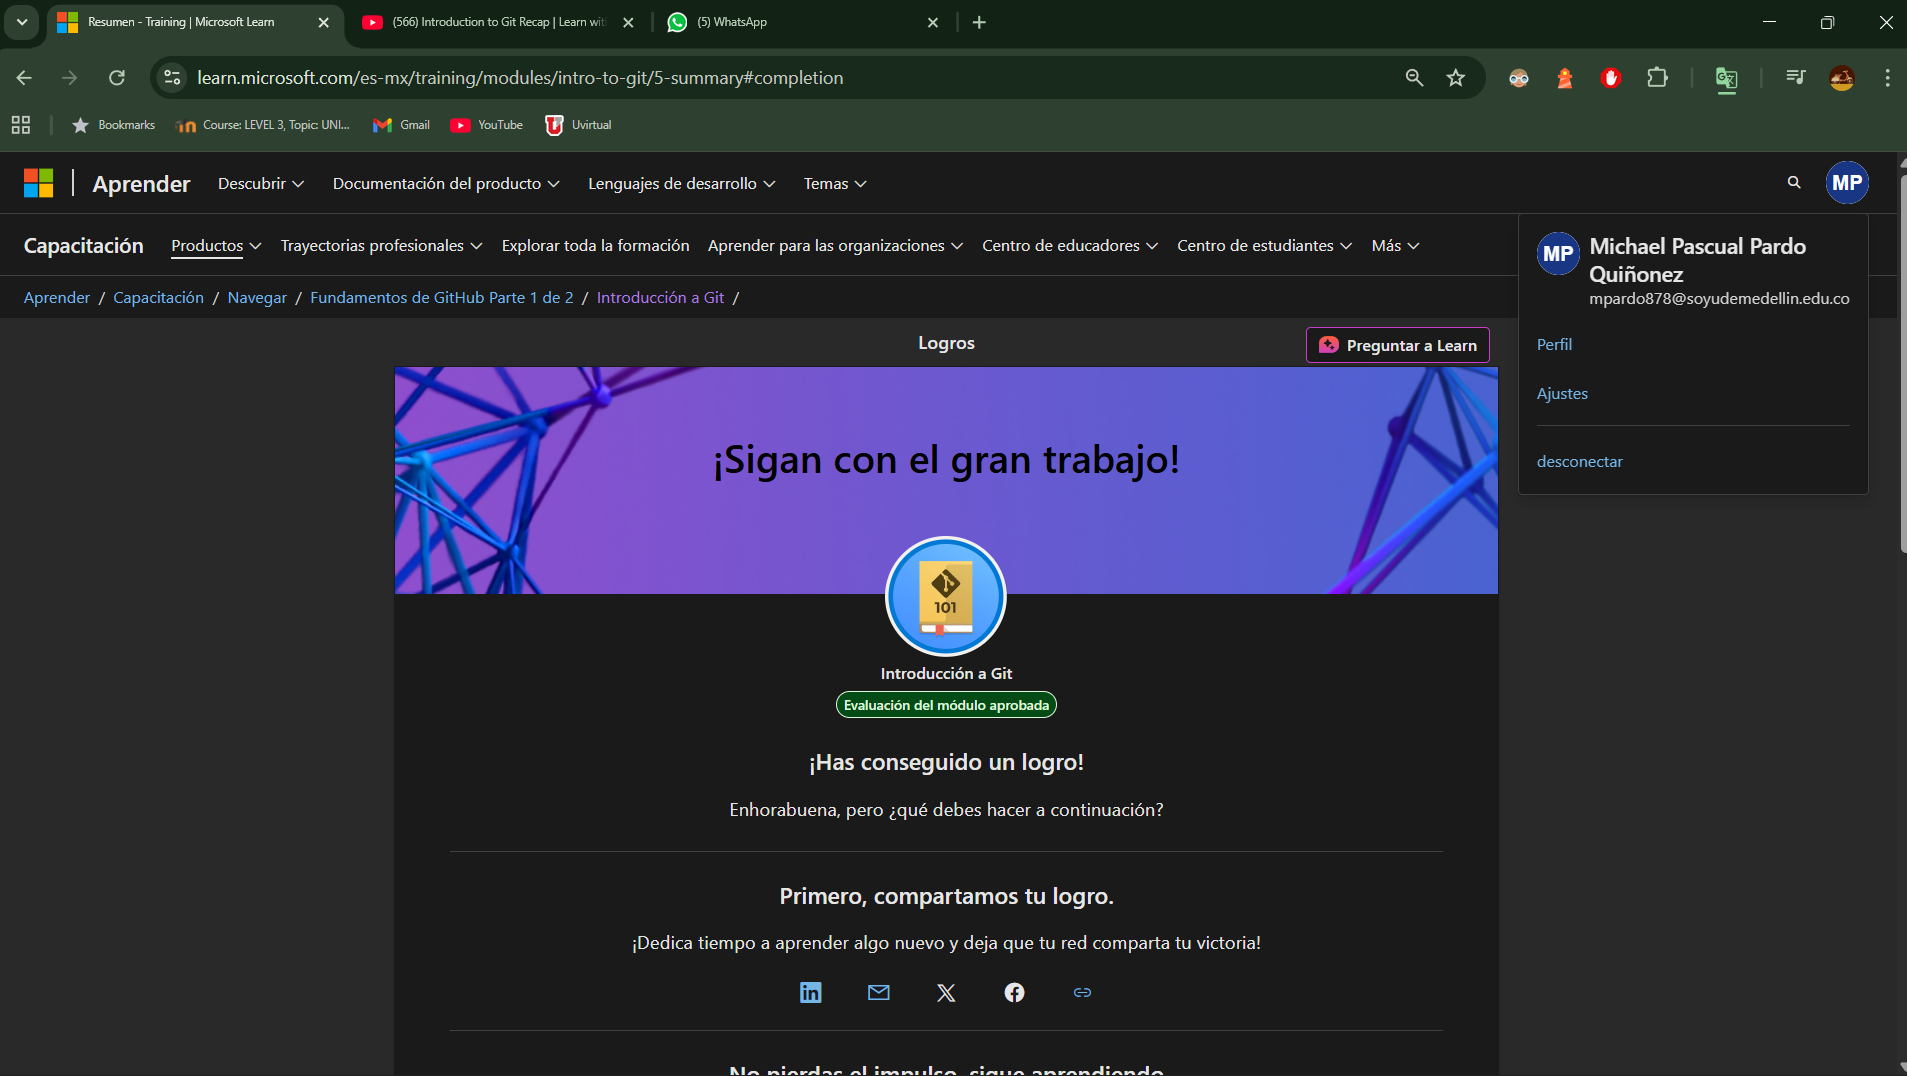 Resumen - Training | Microsoft Learn
(566) Introduction to Git Recap | Learn wit
(5) WhatsApp
learn.microsoft.com/es-mx/training/modules/intro-to-git/5-summary#completion
Bookmarks
Course: LEVEL 3, Topic: UNI...
Gmail
YouTube
Uvirtual
Aprender
Descubrir
Documentación del producto
Lenguajes de desarrollo
Temas
MP
Capacitación
Productos
Trayectorias profesionales
Explorar toda la formación
Aprender para las organizaciones
Centro de educadores
Centro de estudiantes
Más
MP
Michael Pascual Pardo
Quiñonez
mpardo878@soyudemedellin.edu.co
Perfil
Ajustes
desconectar
Aprender / Capacitación / Navegar / Fundamentos de GitHub Parte 1 de 2 / Introducción a Git /
Logros
Preguntar a Learn
¡Sigan con el gran trabajo!
101
Introducción a Git
Evaluación del módulo aprobada
¡Has conseguido un logro!
Enhorabuena, pero ¿qué debes hacer a continuación?
Primero, compartamos tu logro.
¡Dedica tiempo a aprender algo nuevo y deja que tu red comparta tu victoria!
No pierdas el impulso, sigue aprendiendo